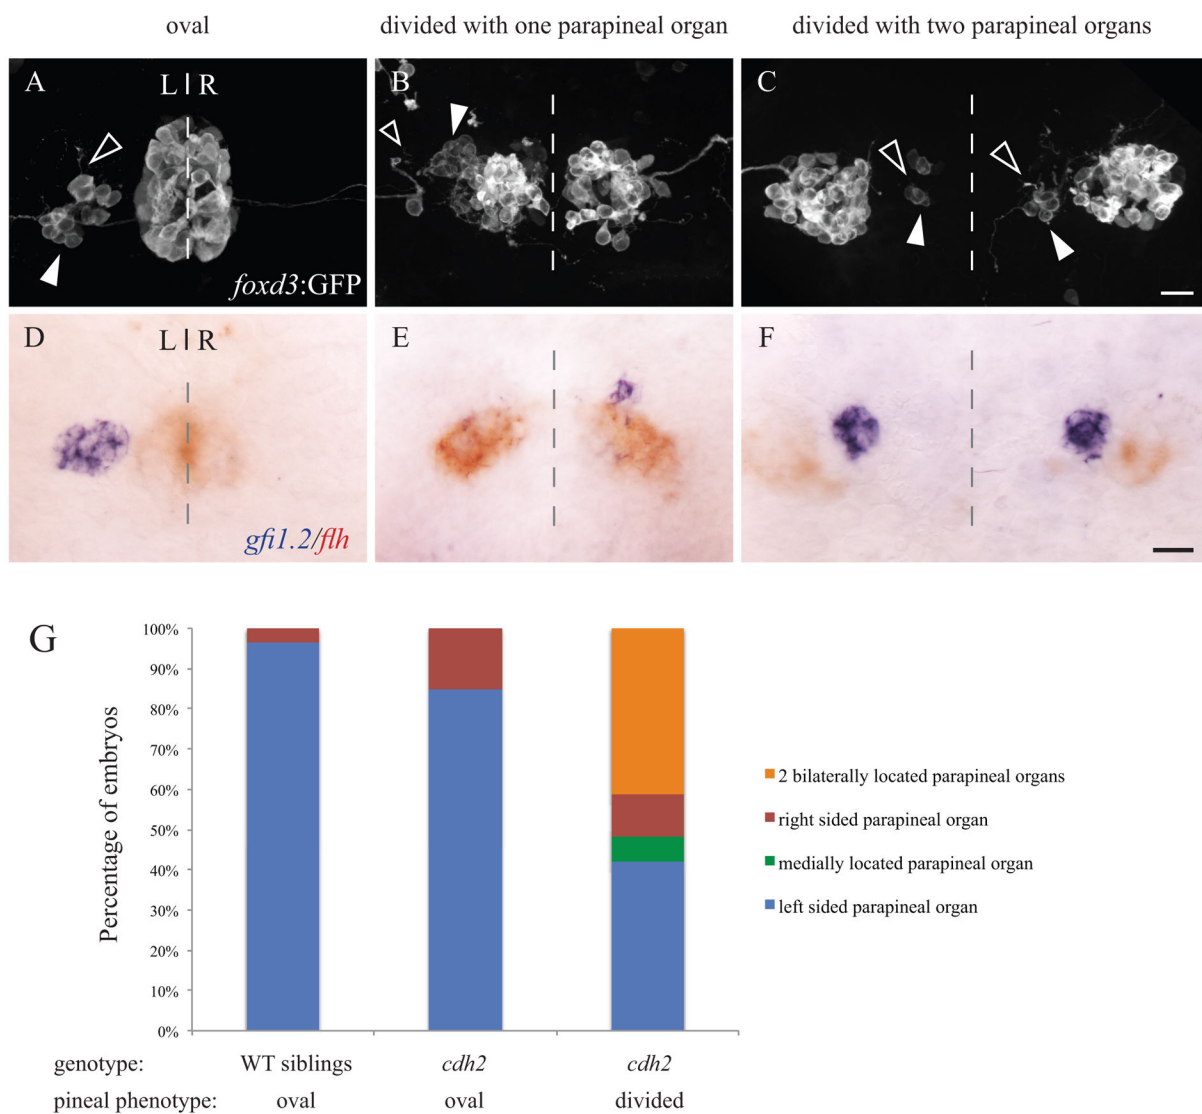 oval
divided with one parapineal organ
divided with two parapineal organs
A
L R
foxd3:GFP
B
C
D
L R
gfi1.2/flh
E
F
G
Percentage of embryos
100%
90%
80%
70%
60%
50%
40%
30%
20%
10%
0%
2 bilaterally located parapineal organs
right sided parapineal organ
medially located parapineal organ
left sided parapineal organ
genotype: WT siblings cdh2 cdh2
pineal phenotype: oval oval divided